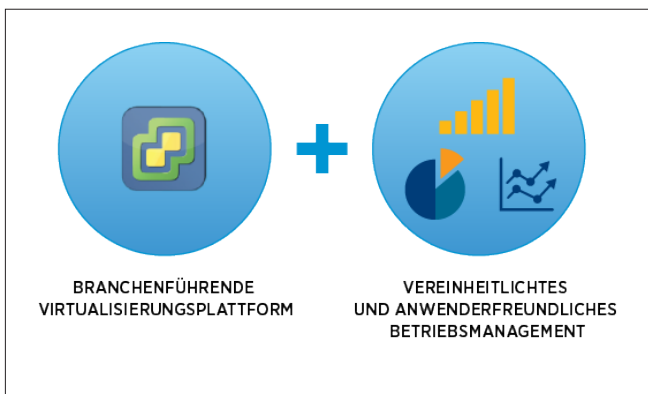 BRANCHENFÜHRENDE
VIRTUALISIERUNGSPLATTFORM
VEREINHEITLICHTES
UND ANWENDERFREUNDLICHES
BETRIEBSMANAGEMENT